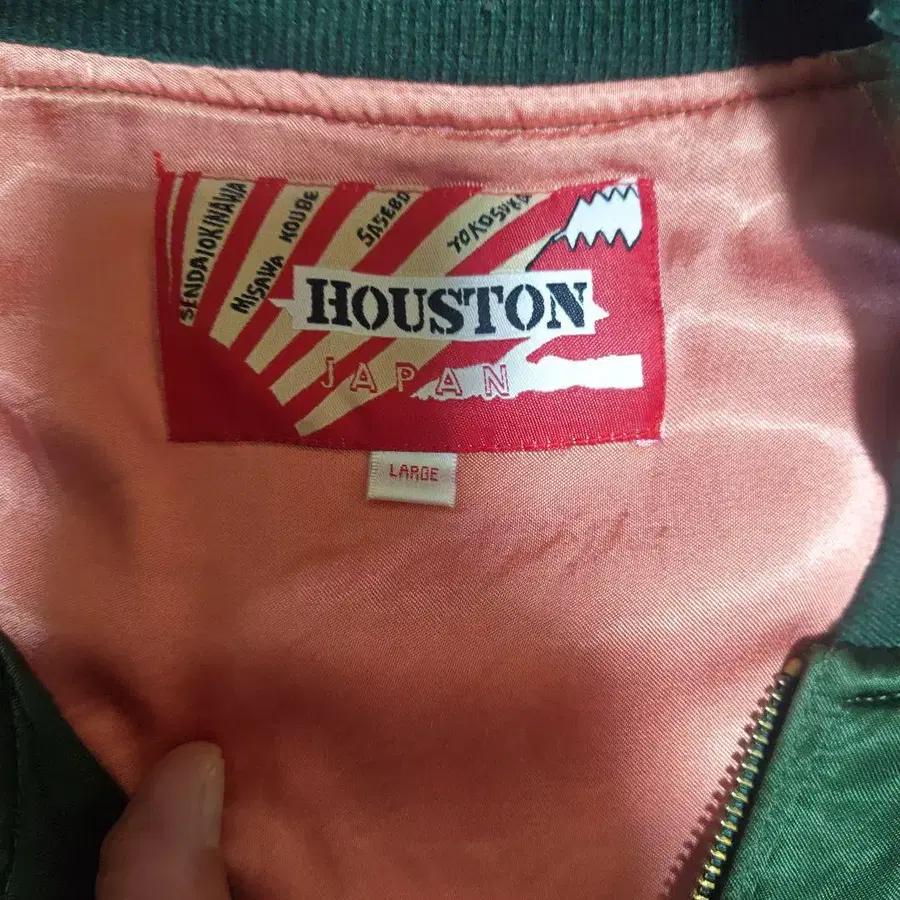 SENDAI OKINAWA
MISAWA KOUBE
SASEBO
YOKOSUKA
HOUSTON
JAPAN
LARGE